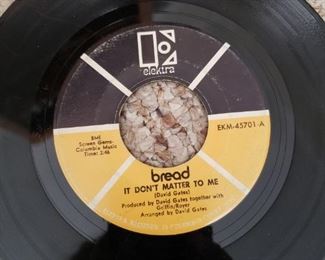 elektra
BMI
Screen Gems-
Columbia Music
Time: 2:46
EKM-45701-A
bread
IT DON'T MATTER TO ME
(David Gates)
Produced by David Gates together with
Griffin/Royer
Arranged by David Gates